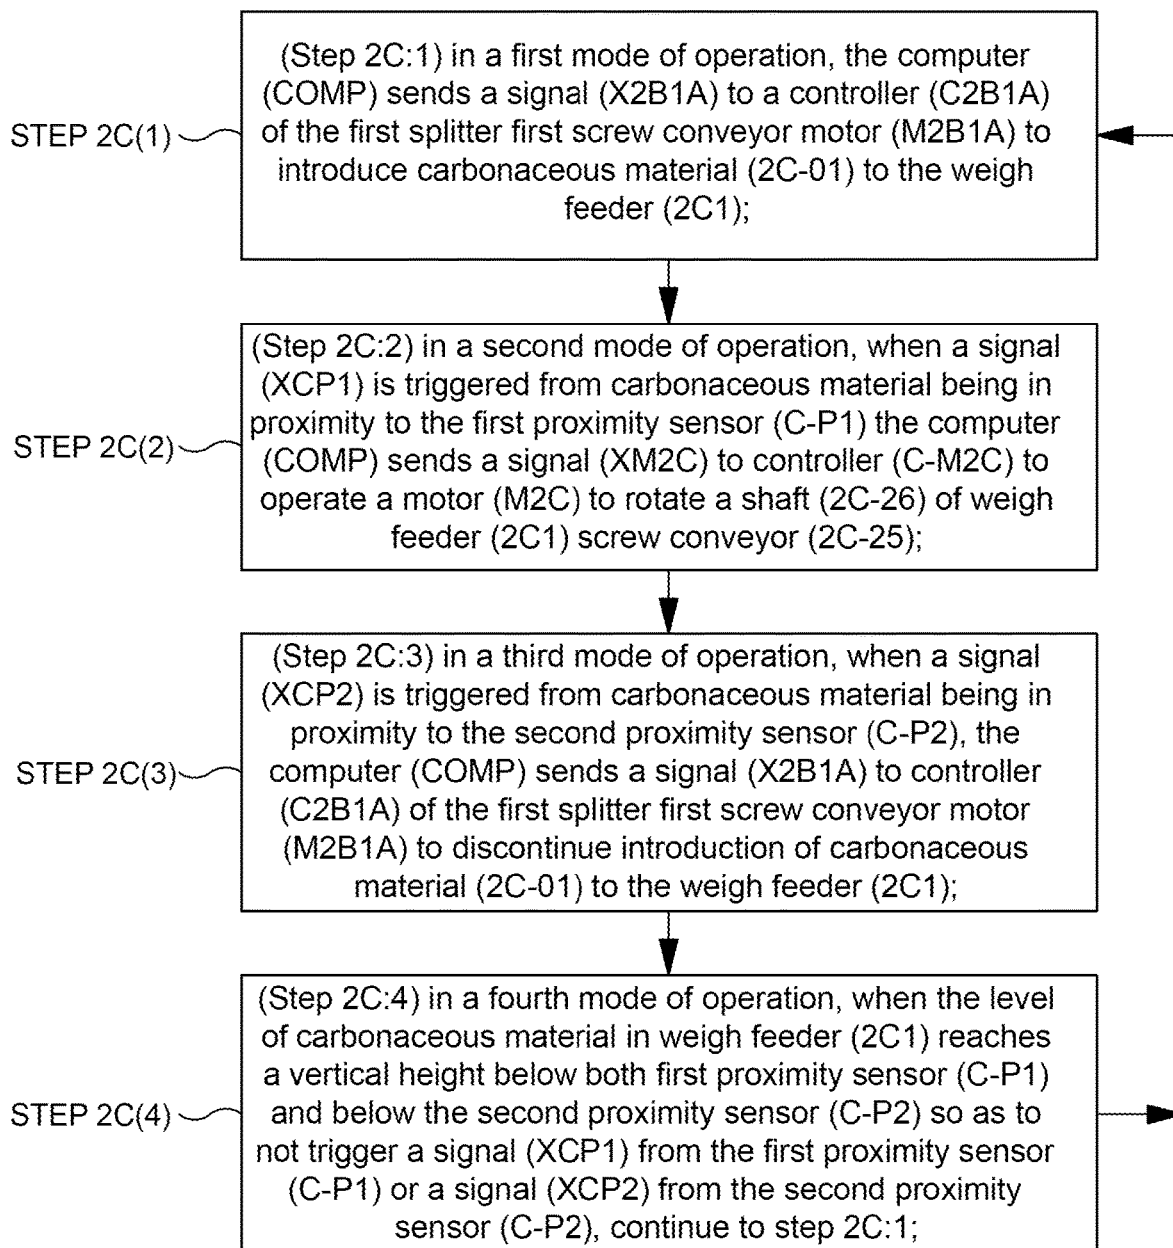 (Step 2C:1) in a first mode of operation, the computer
(COMP) sends a signal (X2B1A) to a controller (C2B1A)
of the first splitter first screw conveyor motor (M2B1A) to
introduce carbonaceous material (2C-01) to the weigh
feeder (2C1);
STEP 2C(1)
(Step 2C:2) in a second mode of operation, when a signal
(XCP1) is triggered from carbonaceous material being in
proximity to the first proximity sensor (C-P1) the computer
(COMP) sends a signal (XM2C) to controller (C-M2C) to
operate a motor (M2C) to rotate a shaft (2C-26) of weigh
feeder (2C1) screw conveyor (2C-25);
STEP 2C(2)
(Step 2C:3) in a third mode of operation, when a signal
(XCP2) is triggered from carbonaceous material being in
proximity to the second proximity sensor (C-P2), the
computer (COMP) sends a signal (X2B1A) to controller
(C2B1A) of the first splitter first screw conveyor motor
(M2B1A) to discontinue introduction of carbonaceous
material (2C-01) to the weigh feeder (2C1);
STEP 2C(3)
(Step 2C:4) in a fourth mode of operation, when the level
of carbonaceous material in weigh feeder (2C1) reaches
a vertical height below both first proximity sensor (C-P1)
and below the second proximity sensor (C-P2) so as to
not trigger a signal (XCP1) from the first proximity sensor
(C-P1) or a signal (XCP2) from the second proximity
sensor (C-P2), continue to step 2C:1;
STEP 2C(4)